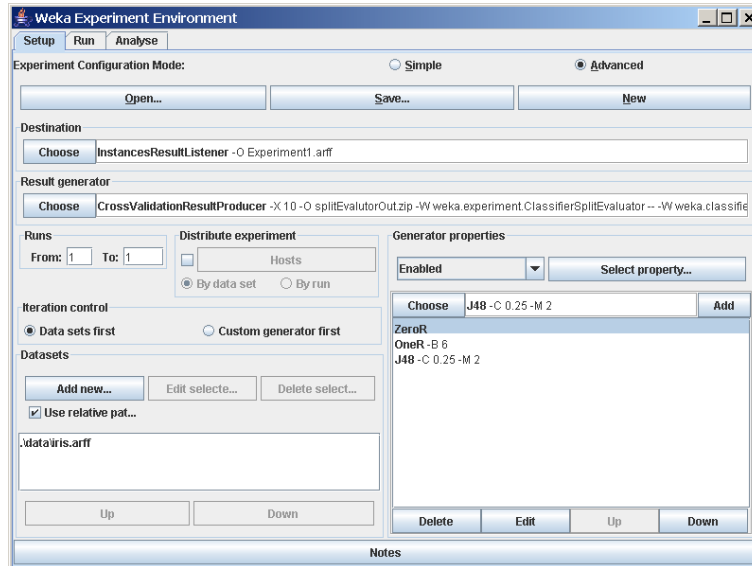 Weka Experiment Environment
Setup Run Analyse
Experiment Configuration Mode: Simple Advanced
Open... Save... New
Destination
Choose InstancesResultListener -O Experiment1.arff
Result generator
Choose CrossValidationResultProducer -X 10 -O splitEvalutorOut.zip -W weka.experiment.ClassifierSplitEvaluator -- -W weka.classifie
Runs
From: 1 To: 1
Distribute experiment
Hosts
By data set By run
Generator properties
Enabled Select property...
Iteration control
Data sets first Custom generator first
Choose J48 -C 0.25 -M 2 Add
ZeroR
OneR -B 6
J48 -C 0.25 -M 2
Datasets
Add new... Edit selecte... Delete select...
Use relative pat...
.\data\iris.arff
Up Down
Delete Edit Up Down
Notes